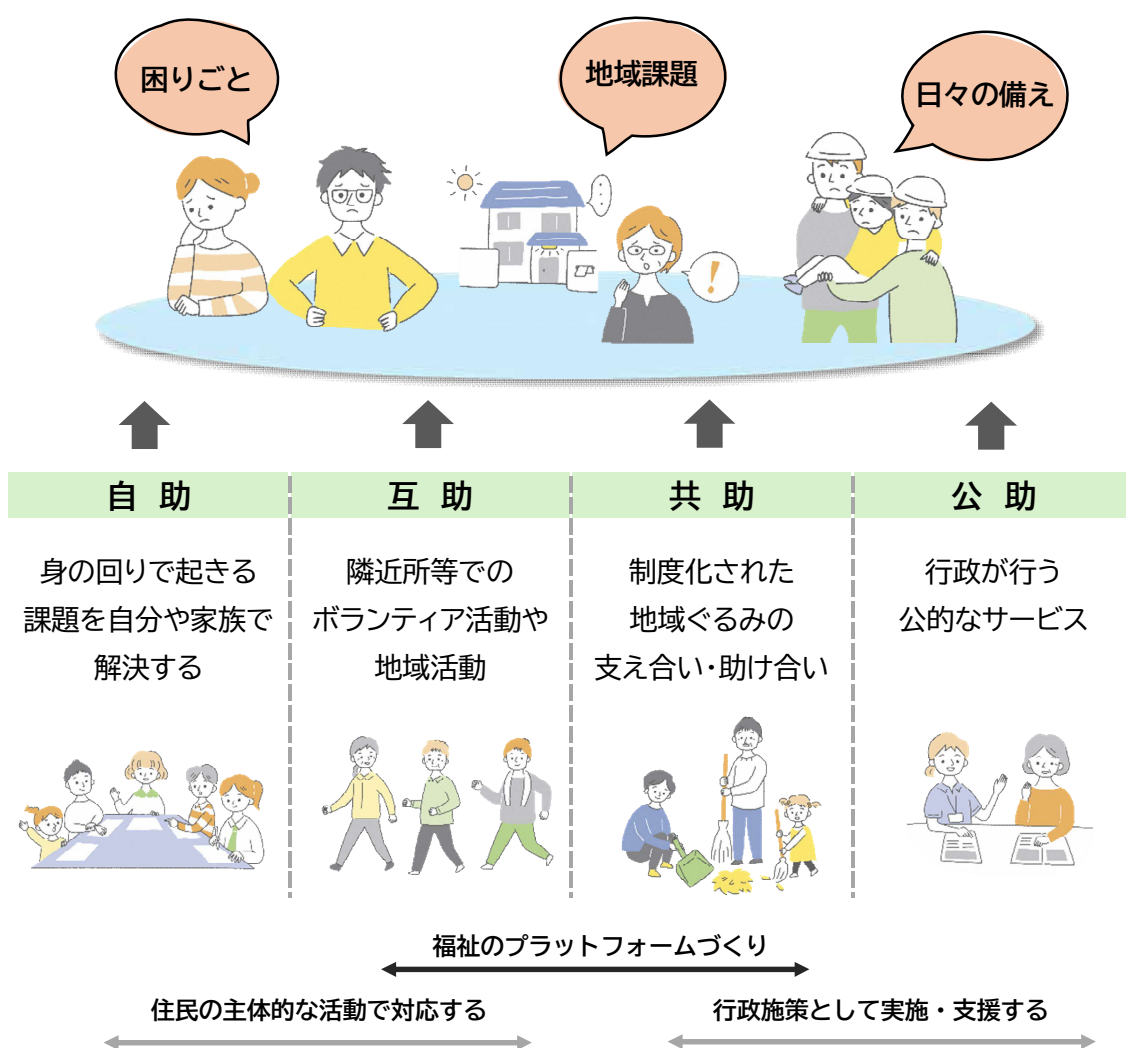 困りごと
地域課題
日々の備え
！
自助
身の回りで起きる
課題を自分や家族で
解決する
互助
隣近所等での
ボランティア活動や
地域活動
共助
制度化された
地域ぐるみの
支え合い・助け合い
公助
行政が行う
公的なサービス
福祉のプラットフォームづくり
住民の主体的な活動で対応する
行政施策として実施・支援する